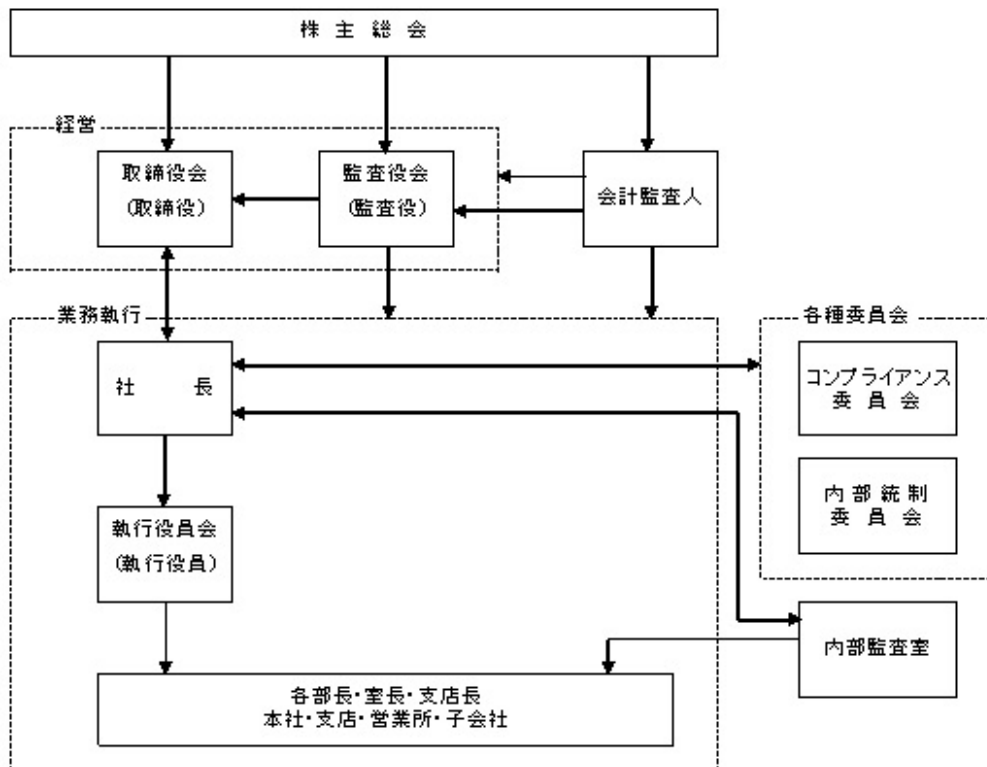 株主総会
経営
取締役会
(取締役)
監査役会
(監査役)
会計監査人
業務執行
各種委員会
社長
コンプライアンス
委員会
内部統制
委員会
執行役員会
(執行役員)
内部監査室
各部長・室長・支店長
本社・支店・営業所・子会社